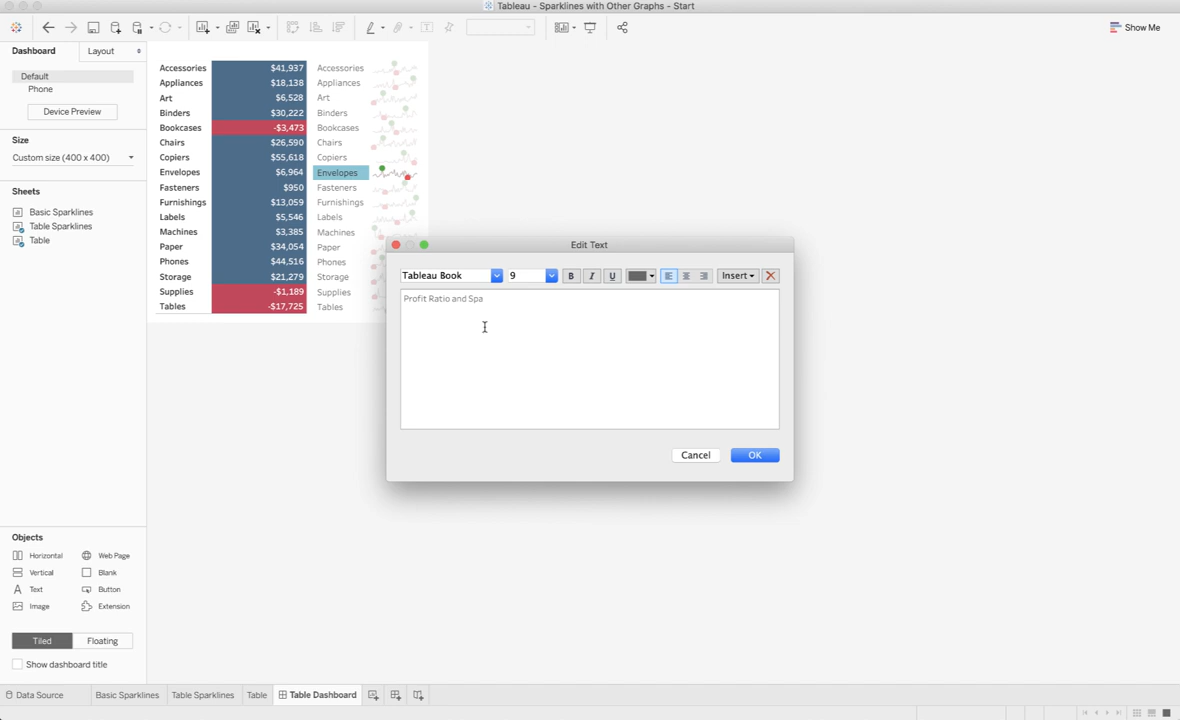 Tableau - Sparklines with Other Graphs - Start
Show Me
Dashboard
Layout
Default
Phone
Device Preview
Size
Custom size (400 x 400)
Sheets
Basic Sparklines
Table Sparklines
Table
Accessories $41,937 Accessories
Appliances $18,138 Appliances
Art $6,528 Art
Binders $30,222 Binders
Bookcases -$3,473 Bookcases
Chairs $26,590 Chairs
Copiers $55,618 Copiers
Envelopes $6,964 Envelopes
Fasteners $950 Fasteners
Furnishings $13,059 Furnishings
Labels $5,546 Labels
Machines $3,385 Machines
Paper $34,054 Paper
Phones $44,516 Phones
Storage $21,279 Storage
Supplies -$1,189 Supplies
Tables -$17,725 Tables
Edit Text
Tableau Book 9 B I U Insert
Profit Ratio and Spa
Cancel OK
Objects
Horizontal Web Page
Vertical Blank
A Text Button
Image Extension
Tiled Floating
Show dashboard title
Data Source Basic Sparklines Table Sparklines Table Table Dashboard